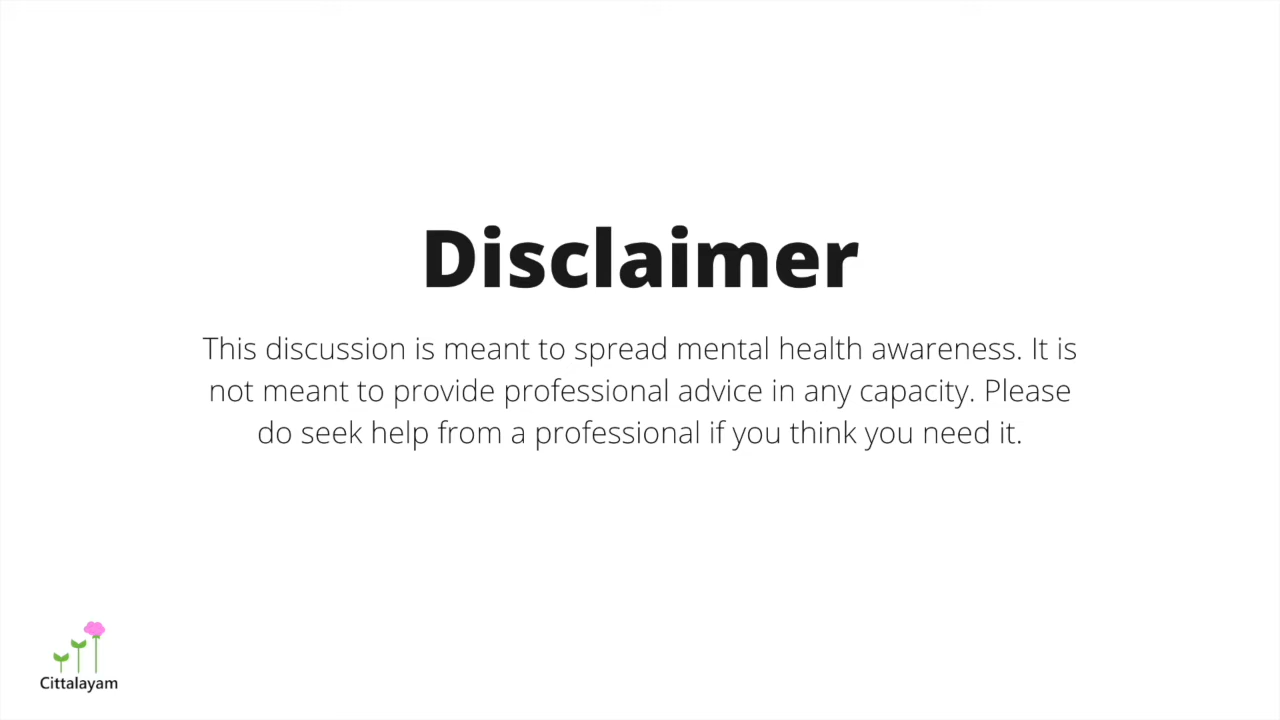 Disclaimer
This discussion is meant to spread mental health awareness. It is
not meant to provide professional advice in any capacity. Please
do seek help from a professional if you think you need it.
Cittalayam